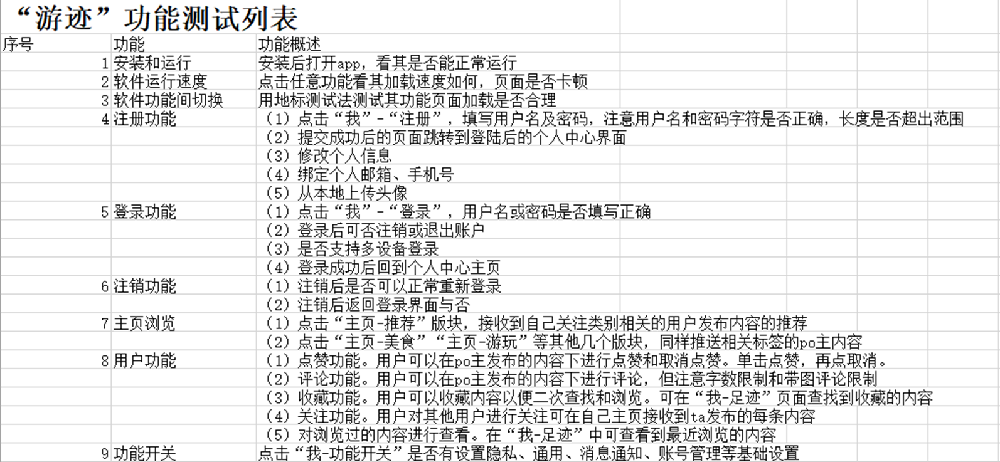 “游迹”功能测试列表
序号 功能 功能概述
1 安装和运行 安装后打开app，看其是否能正常运行
2 软件运行速度 点击任意功能看其加载速度如何，页面是否卡顿
3 软件功能间切换 用地标测试法测试其功能页面加载是否合理
4 注册功能 （1）点击“我”-“注册”，填写用户名及密码，注意用户名和密码字符是否正确，长度是否超出范围
（2）提交成功后的页面跳转到登陆后的个人中心界面
（3）修改个人信息
（4）绑定个人邮箱、手机号
（5）从本地上传头像
5 登录功能 （1）点击“我”-“登录”，用户名或密码是否填写正确
（2）登录后可否注销或退出账户
（3）是否支持多设备登录
（4）登录成功后回到个人中心主页
6 注销功能 （1）注销后是否可以正常重新登录
（2）注销后返回登录界面与否
7 主页浏览 （1）点击“主页-推荐”版块，接收到自己关注类别相关的用户发布内容的推荐
（2）点击“主页-美食”“主页-游玩”等其他几个版块，同样推送相关标签的po主内容
8 用户功能 （1）点赞功能。用户可以在po主发布的内容下进行点赞和取消点赞。单击点赞，再点取消。
（2）评论功能。用户可以在po主发布的内容下进行评论，但注意字数限制和带图评论限制
（3）收藏功能。用户可以收藏内容以便二次查找和浏览。可在“我-足迹”页面查找到收藏的内容
（4）关注功能。用户对其他用户进行关注可在自己主页接收到ta发布的每条内容
（5）对浏览过的内容进行查看。在“我-足迹”中可查看到最近浏览的内容
9 功能开关 点击“我-功能开关”是否有设置隐私、通用、消息通知、账号管理等基础设置